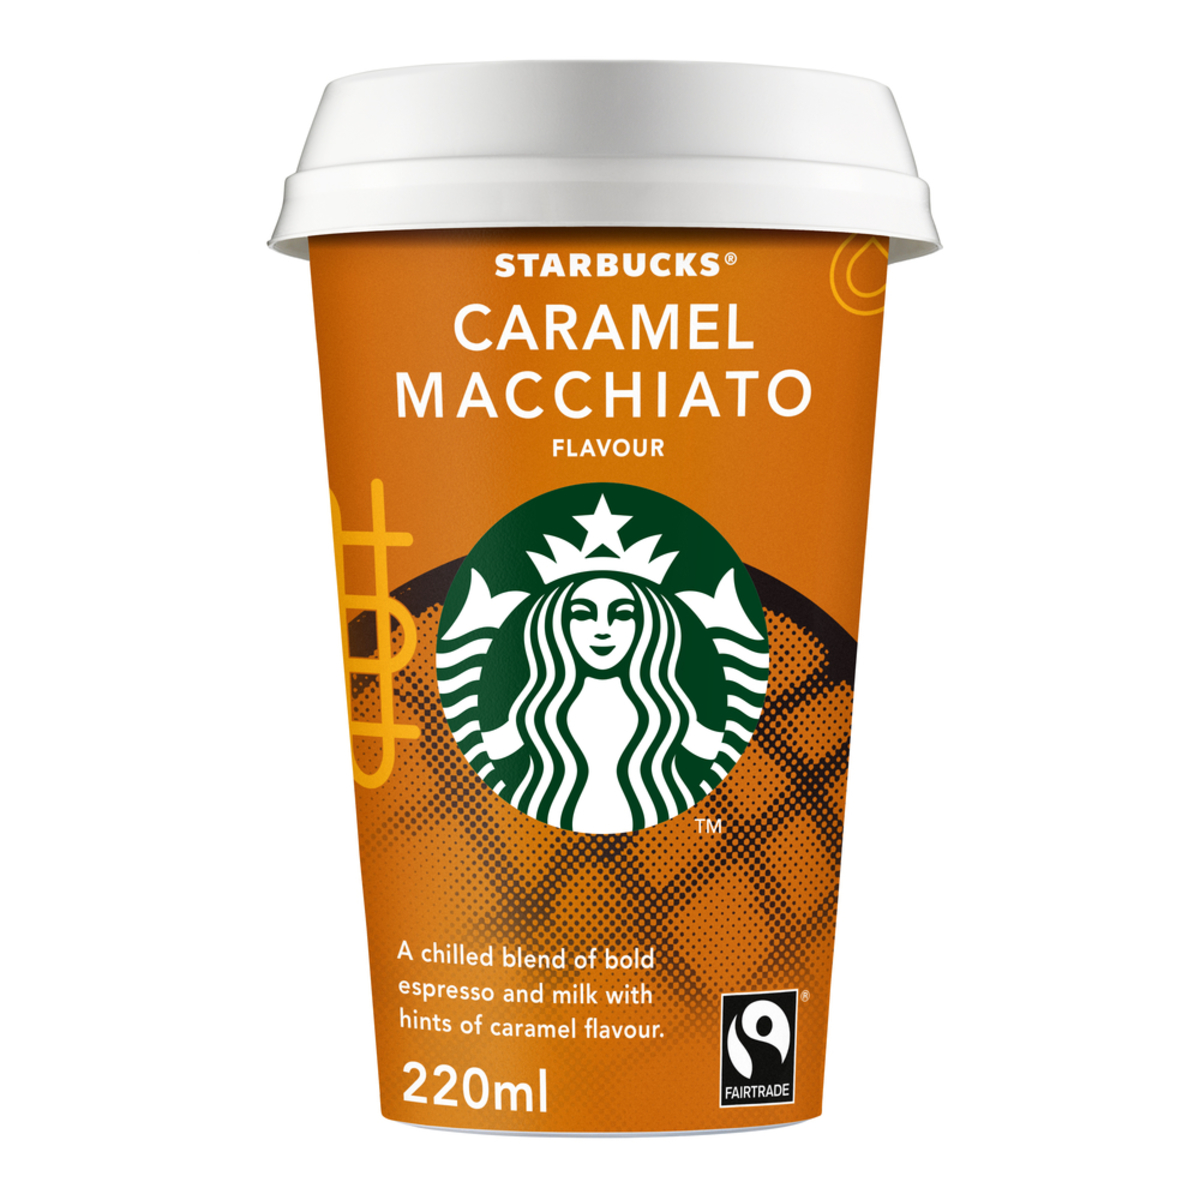 STARBUCKS®
CARAMEL
MACCHIATO
FLAVOUR
TM
A chilled blend of bold
espresso and milk with
hints of caramel flavour.
220ml
®
FAIRTRADE